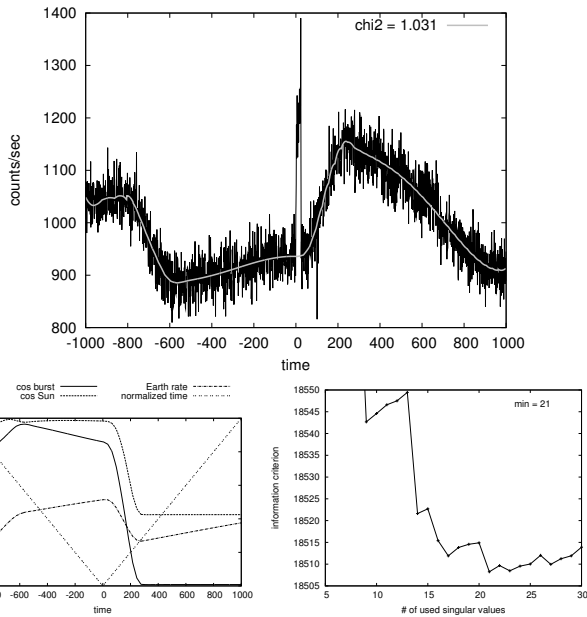 1400
1300
1200
1100
1000
900
800
counts/sec
chi2 = 1.031
-1000 -800 -600 -400 -200 0 200 400 600 800 1000
time
cos burst
cos Sun
Earth rate
normalized time
-600 -400 -200 0 200 400 600 800 1000
time
18550
18545
18540
18535
18530
18525
18520
18515
18510
18505
information criterion
min = 21
5 10 15 20 25 30
# of used singular values